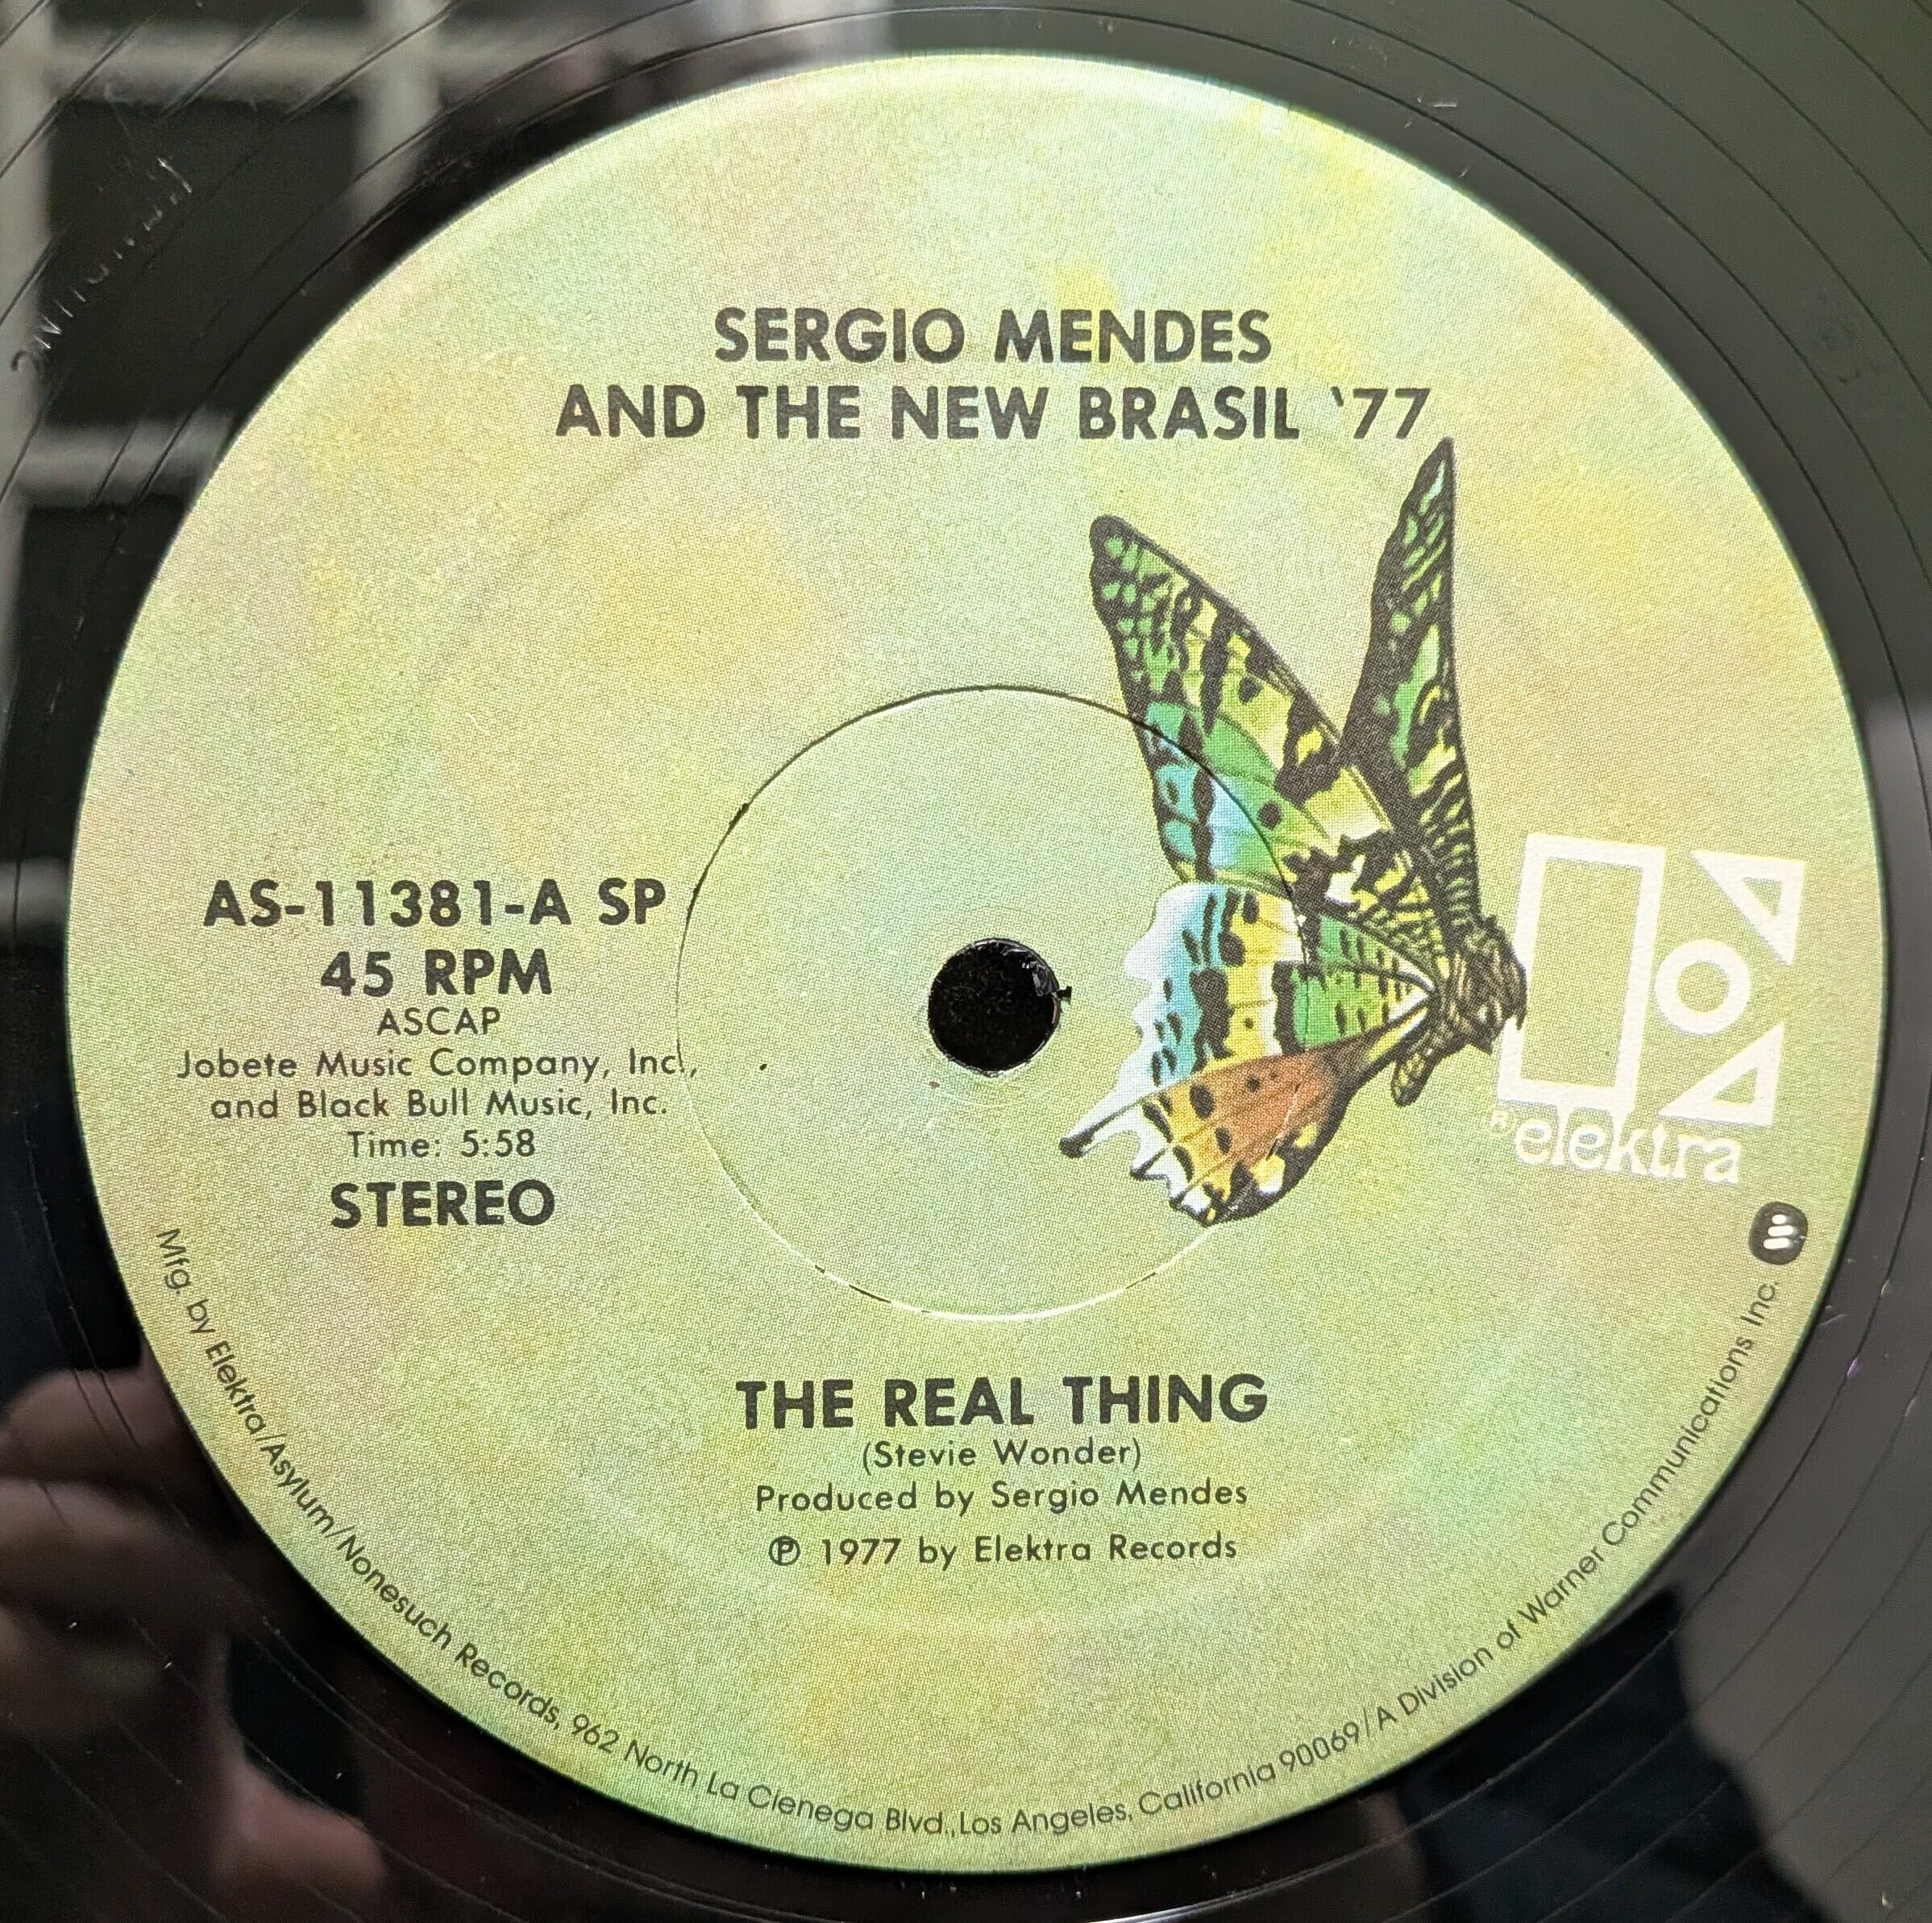 SERGIO MENDES
AND THE NEW BRASIL '77
AS-11381-A SP
45 RPM
ASCAP
Jobete Music Company, Inc.,
and Black Bull Music, Inc.
Time: 5:58
STEREO
elektra
THE REAL THING
(Stevie Wonder)
Produced by Sergio Mendes
℗ 1977 by Elektra Records
Mfg. by Elektra/Asylum/Nonesuch Records, 962 North La Cienega Blvd., Los Angeles, California 90069/A Division of Warner Communications Inc.